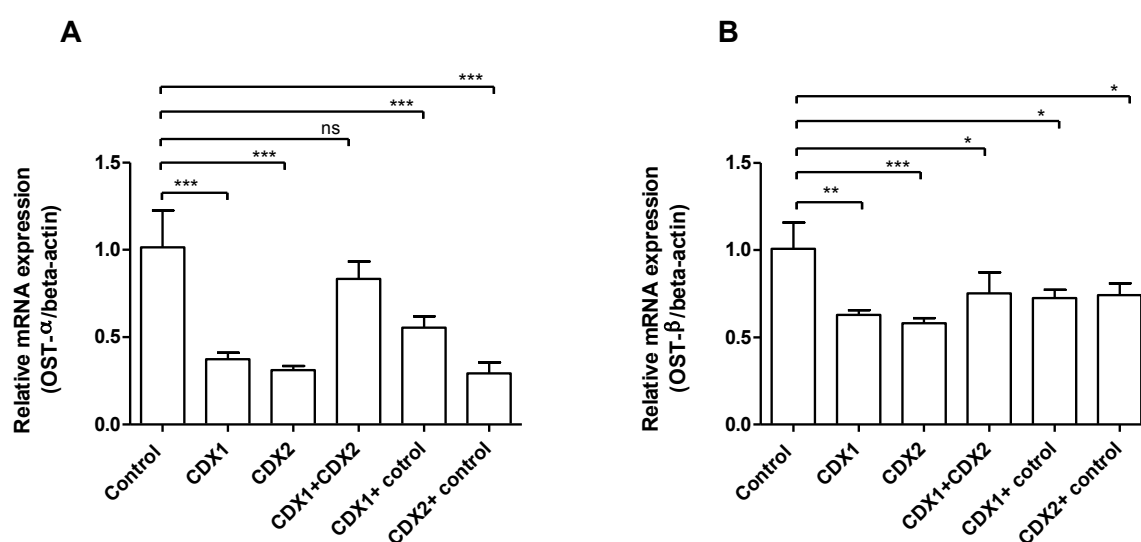 A
***
***
ns
***
***
Relative mRNA expression
(OST-α/beta-actin)
1.5
1.0
0.5
0.0
Control
CDX1
CDX2
CDX1+CDX2
CDX1+ cotrol
CDX2+ control
B
*
*
*
***
**
Relative mRNA expression
(OST-β/beta-actin)
1.5
1.0
0.5
0.0
Control
CDX1
CDX2
CDX1+CDX2
CDX1+ cotrol
CDX2+ control